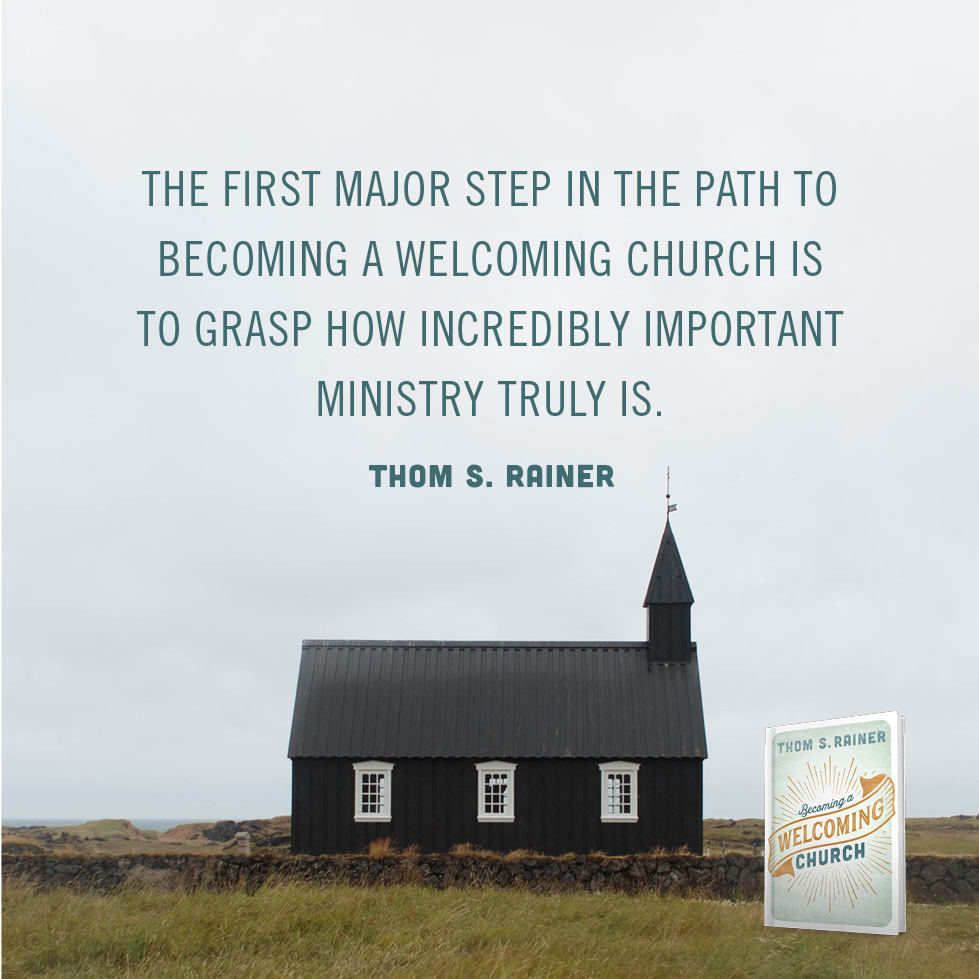 THE FIRST MAJOR STEP IN THE PATH TO
BECOMING A WELCOMING CHURCH IS
TO GRASP HOW INCREDIBLY IMPORTANT
MINISTRY TRULY IS.
THOM S. RAINER
THOM S. RAINER
Becoming a
WELCOMING
CHURCH